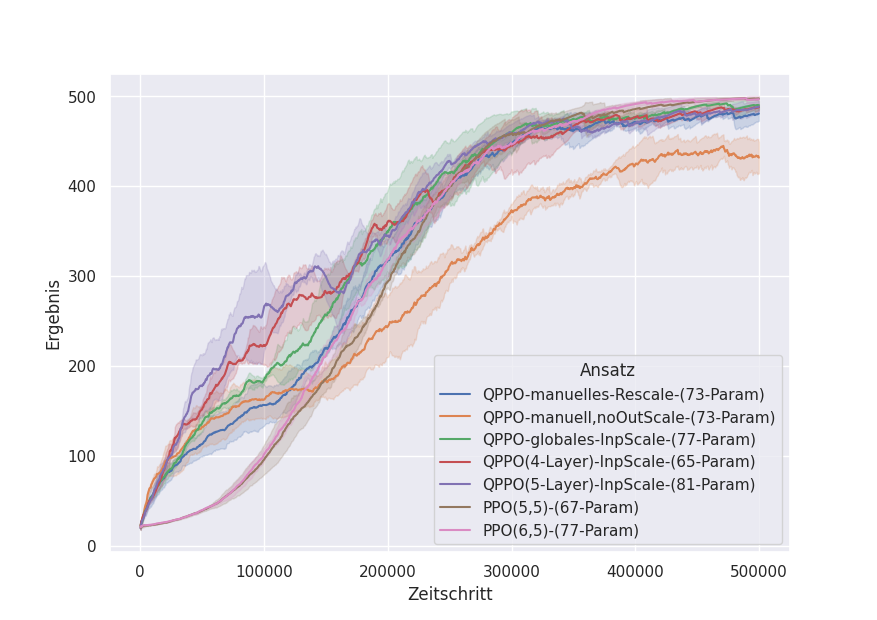 500
400
300
200
100
0
Ergebnis
Ansatz
QPPO-manuelles-Rescale-(73-Param)
QPPO-manuell,noOutScale-(73-Param)
QPPO-globales-InpScale-(77-Param)
QPPO(4-Layer)-InpScale-(65-Param)
QPPO(5-Layer)-InpScale-(81-Param)
PPO(5,5)-(67-Param)
PPO(6,5)-(77-Param)
0 100000 200000 300000 400000 500000
Zeitschritt